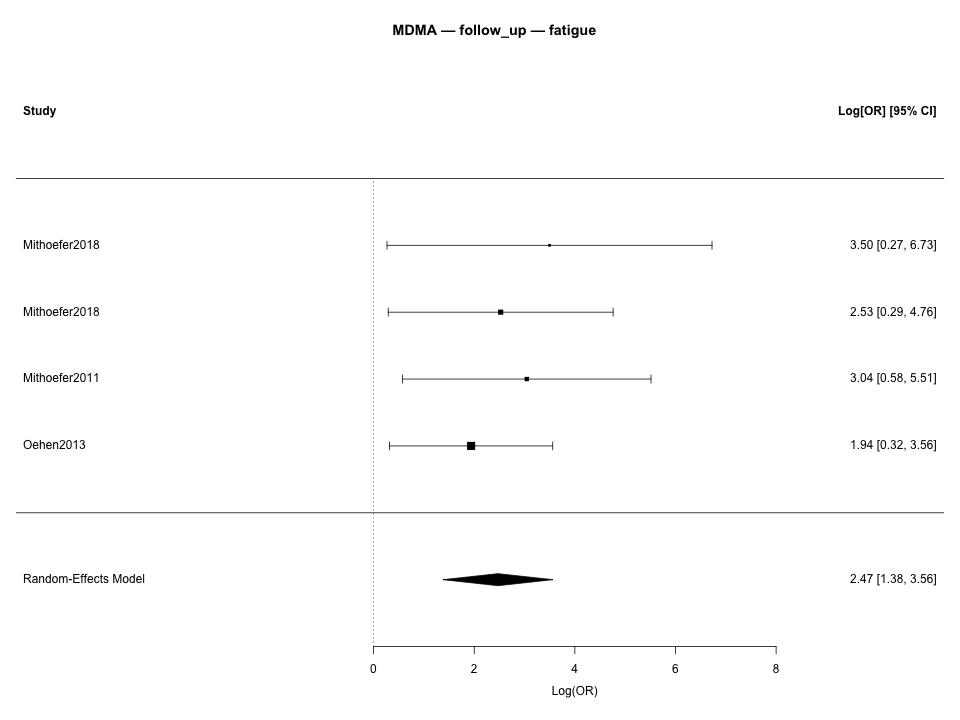 MDMA — follow_up — fatigue
Study Log[OR] [95% CI]
Mithoefer2018 3.50 [0.27, 6.73]
Mithoefer2018 2.53 [0.29, 4.76]
Mithoefer2011 3.04 [0.58, 5.51]
Oehen2013 1.94 [0.32, 3.56]
Random-Effects Model 2.47 [1.38, 3.56]
0 2 4 6 8
Log(OR)